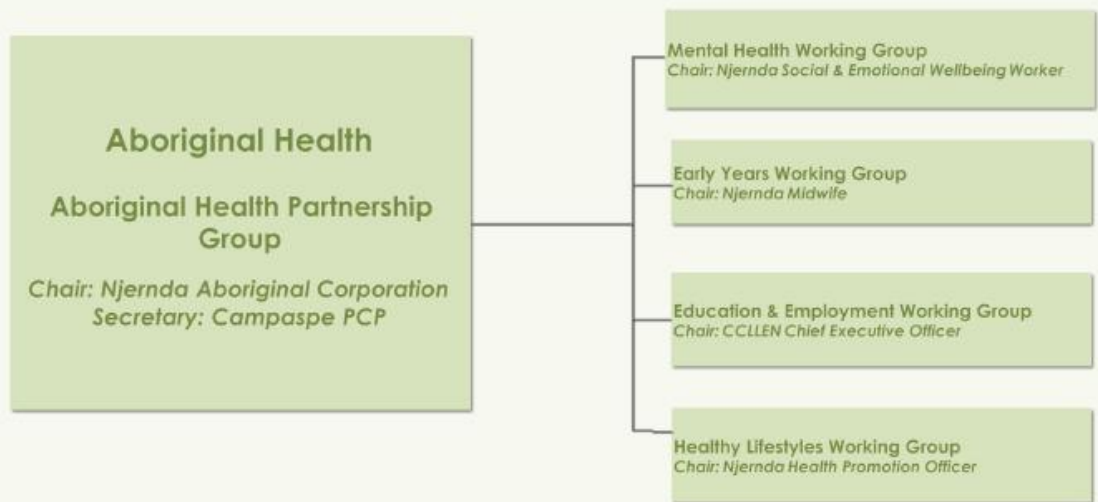 Aboriginal Health
Aboriginal Health Partnership
Group
Chair: Njernda Aboriginal Corporation
Secretary: Campaspe PCP
Mental Health Working Group
Chair: Njernda Social & Emotional Wellbeing Worker
Early Years Working Group
Chair: Njernda Midwife
Education & Employment Working Group
Chair: CCLLEN Chief Executive Officer
Healthy Lifestyles Working Group
Chair: Njernda Health Promotion Officer